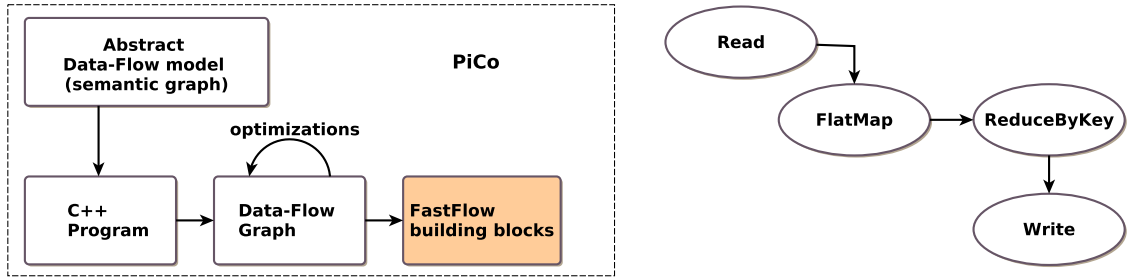 Abstract
Data-Flow model
(semantic graph)
PiCo
optimizations
C++
Program
Data-Flow
Graph
FastFlow
building blocks
Read
FlatMap
ReduceByKey
Write